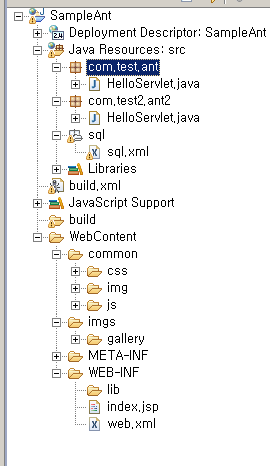 SampleAnt
Deployment Descriptor: SampleAnt
Java Resources: src
com.test.ant
HelloServlet.java
com.test2.ant2
HelloServlet.java
sql
sql.xml
Libraries
build.xml
JavaScript Support
build
WebContent
common
css
img
js
imgs
gallery
META-INF
WEB-INF
lib
index.jsp
web.xml